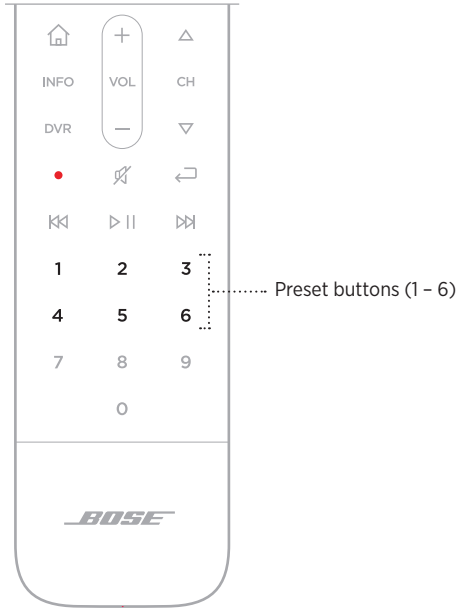 +
INFO VOL CH
DVR −
1 2 3
Preset buttons (1 – 6)
4 5 6
7 8 9
0
BOSE